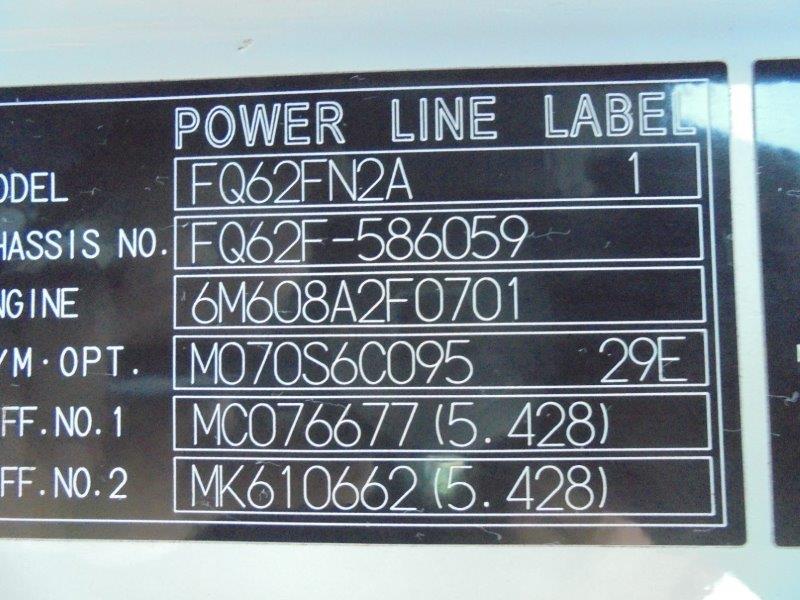 POWER LINE LABEL
ODEL FQ62FN2A 1
HASSIS NO. FQ62F-586059
NGINE 6M608A2F0701
/M·OPT. M070S6C095 29E
FF.NO.1 MC076677(5.428)
FF.NO.2 MK610662(5.428)